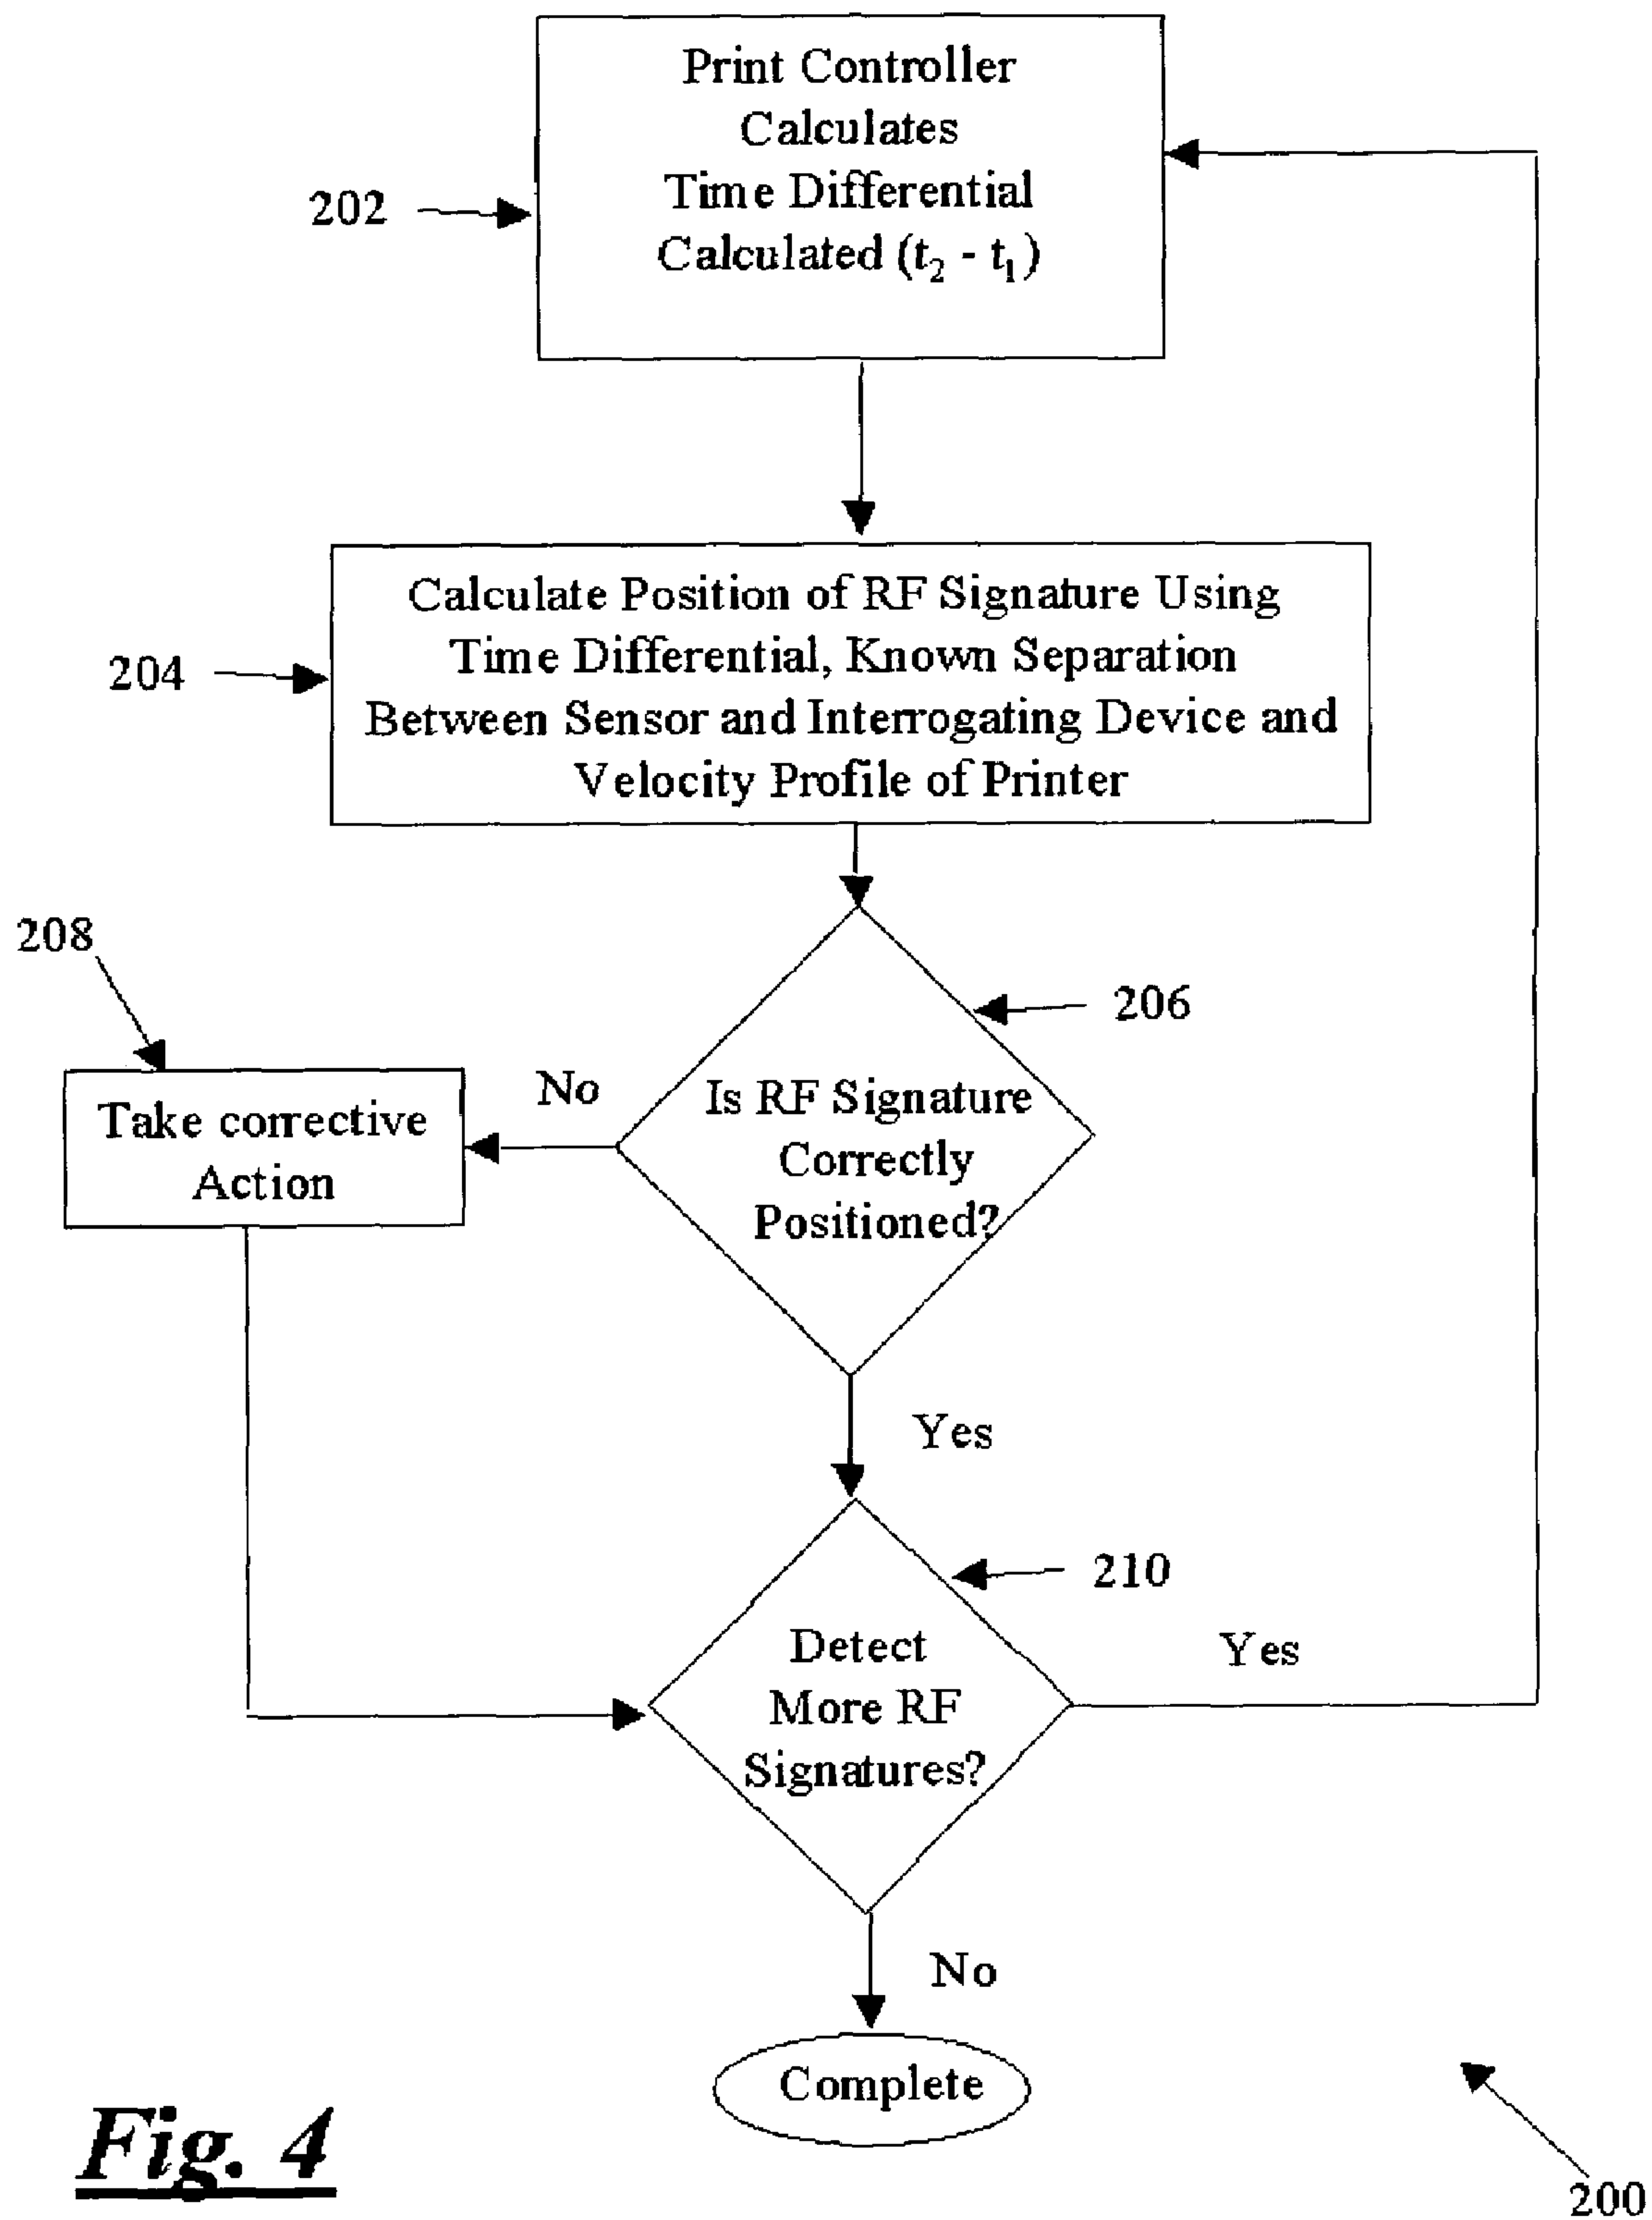 Print Controller
Calculates
Time Differential
Calculated (t₂ - t₁)
202
Calculate Position of RF Signature Using
Time Differential, Known Separation
Between Sensor and Interrogating Device and
Velocity Profile of Printer
204
208
206
No
Is RF Signature
Correctly
Positioned?
Take corrective
Action
Yes
210
Detect
More RF
Signatures?
Yes
No
Complete
Fig. 4
200